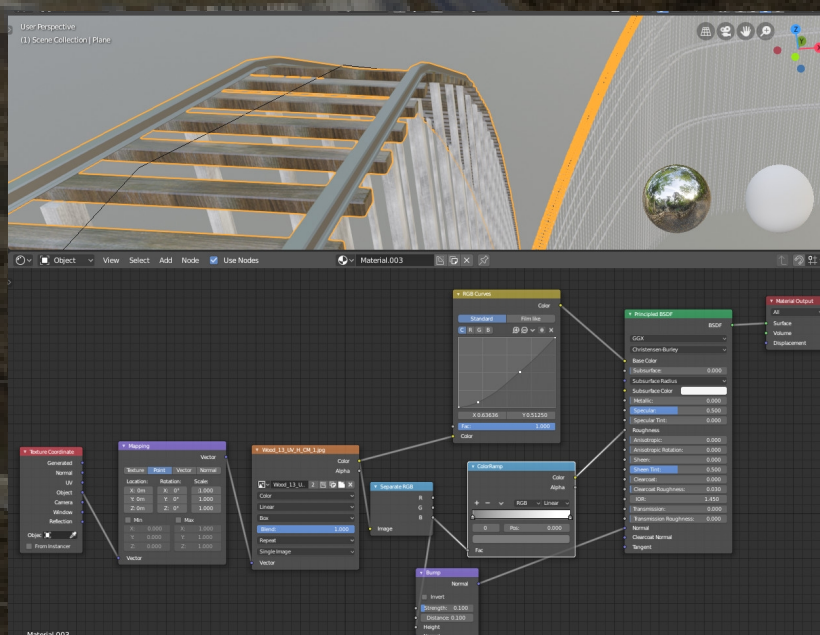 User Perspective
(1) Scene Collection | Plane
Z
Y
X
Object
View
Select
Add
Node
Use Nodes
Material.003
RGB Curves
Color
Standard
Film like
C R G B
X 0.63636
Y 0.51250
Fac: 1.000
Color
Principled BSDF
BSDF
GGX
Christensen-Burley
Base Color
Subsurface 0.000
Subsurface Radius
Subsurface Color
Metallic: 0.000
Specular: 0.500
Specular Tint: 0.000
Roughness
Anisotropic: 0.000
Anisotropic Rotation: 0.000
Sheen: 0.000
Sheen Tint: 0.500
Clearcoat: 0.000
Clearcoat Roughness: 0.030
IOR: 1.450
Transmission: 0.000
Transmission Roughness: 0.000
Normal
Clearcoat Normal
Tangent
Material Output
All
Surface
Volume
Displacement
Texture Coordinate
Generated
Normal
UV
Object
Camera
Window
Reflection
Objec
From Instancer
Mapping
Vector
Texture Point Vector Normal
Location: Rotation: Scale:
X: 0m X: 0° 1.000
Y: 0m Y: 0° 1.000
Z: 0m Z: 0° 1.000
Min Max
X: 0.000 X: 1.000
Y: 0.000 Y: 1.000
Z: 0.000 Z: 1.000
Vector
Wood_13_UV_H_CM_1.jpg
Color
Alpha
Wood_13_U.. 2
Color
Linear
Box
Blend: 1.000
Repeat
Single Image
Vector
Separate RGB
R
G
B
Image
ColorRamp
Color
Alpha
RGB Linear
0 Pos: 0.000
Fac
Bump
Normal
Invert
Strength: 0.100
Distance: 0.100
Height
Material.003